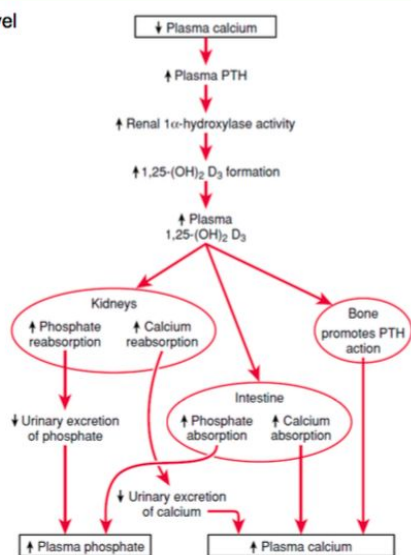 vel
↓ Plasma calcium
↑ Plasma PTH
↑ Renal 1α-hydroxylase activity
↑ 1,25-(OH)₂ D₃ formation
↑ Plasma
1,25-(OH)₂ D₃
Kidneys
↑ Phosphate
reabsorption
↑ Calcium
reabsorption
Bone
promotes PTH
action
↓ Urinary excretion
of phosphate
Intestine
↑ Phosphate
absorption
↑ Calcium
absorption
↓ Urinary excretion
of calcium
↑ Plasma phosphate
↑ Plasma calcium